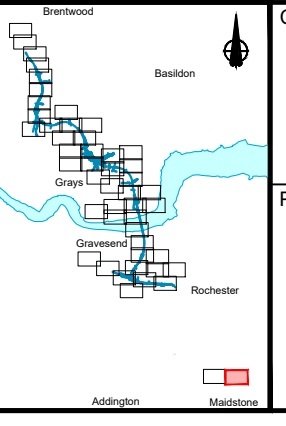 Brentwood
Basildon
Grays
Gravesend
Rochester
Addington
Maidstone